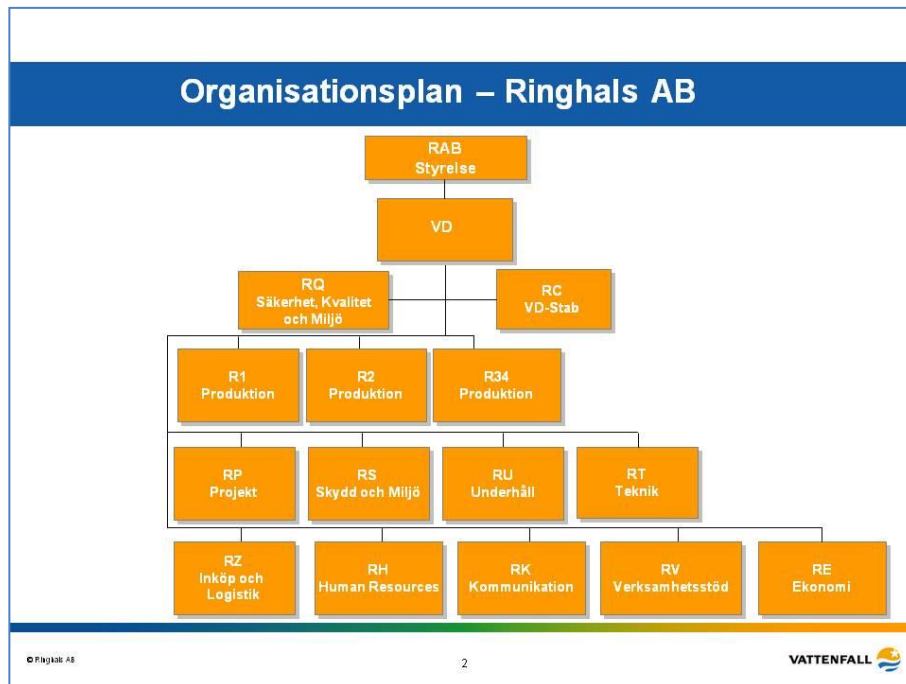 Organisationsplan – Ringhals AB
RAB
Styrelse
VD
RQ
Säkerhet, Kvalitet
och Miljö
RC
VD-Stab
R1
Produktion
R2
Produktion
R34
Produktion
RP
Projekt
RS
Skydd och Miljö
RU
Underhåll
RT
Teknik
RZ
Inköp och
Logistik
RH
Human Resources
RK
Kommunikation
RV
Verksamhetsstöd
RE
Ekonomi
© Ringhals AB
2
VATTENFALL